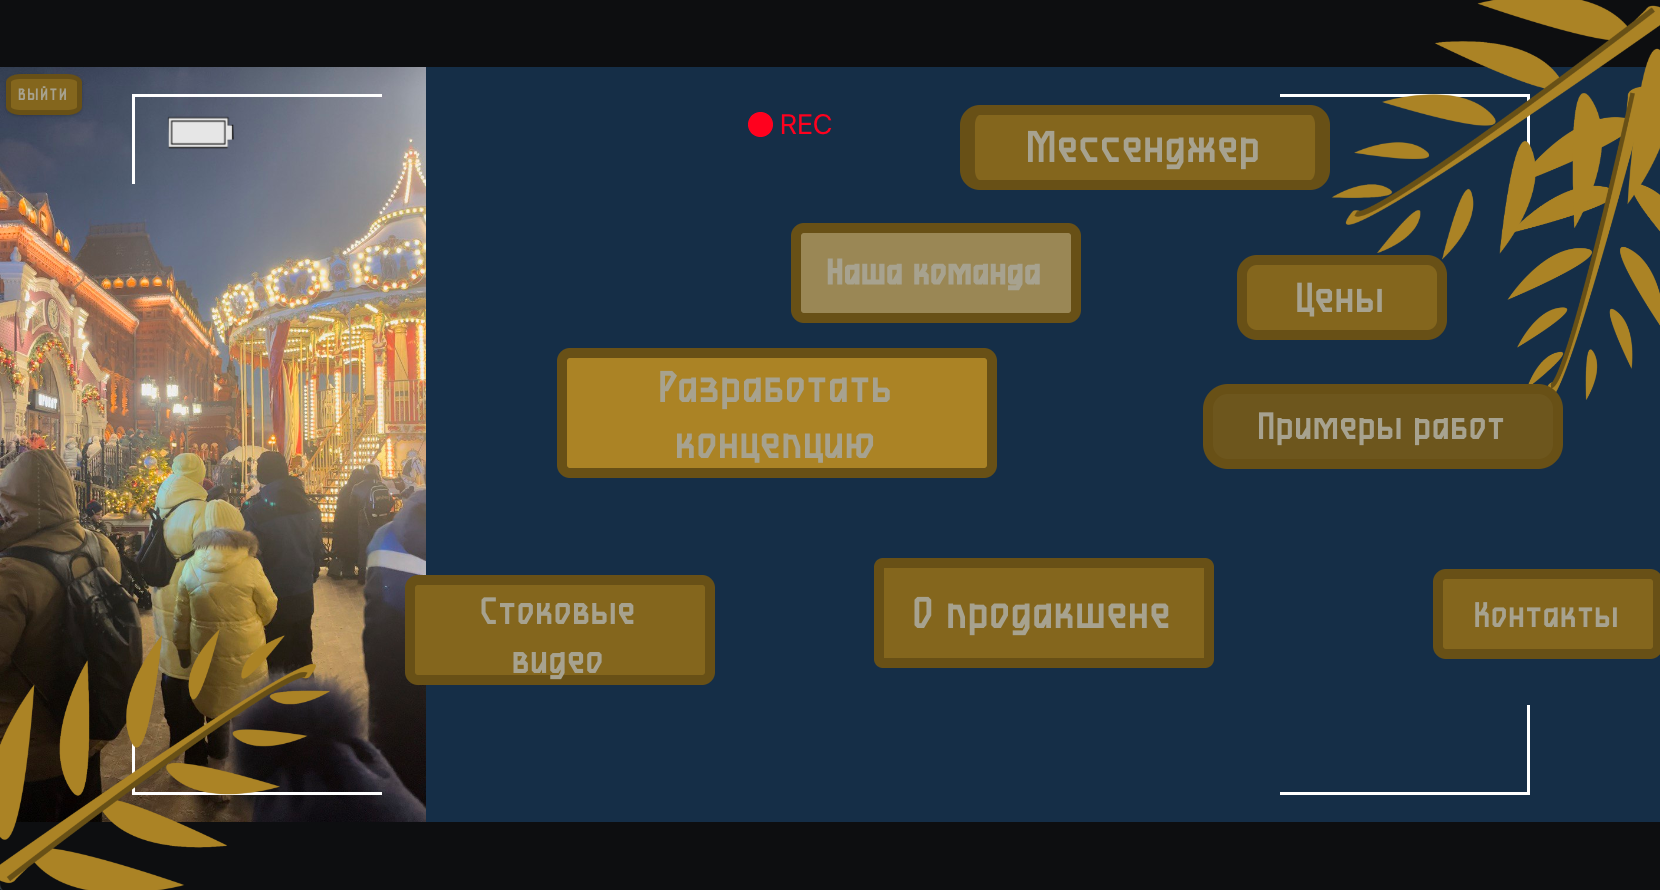 ВЫЙТИ
REC
Мессенджер
Наша команда
Цены
Разработать
концепцию
Примеры работ
Стоковые
видео
О продакшене
Контакты